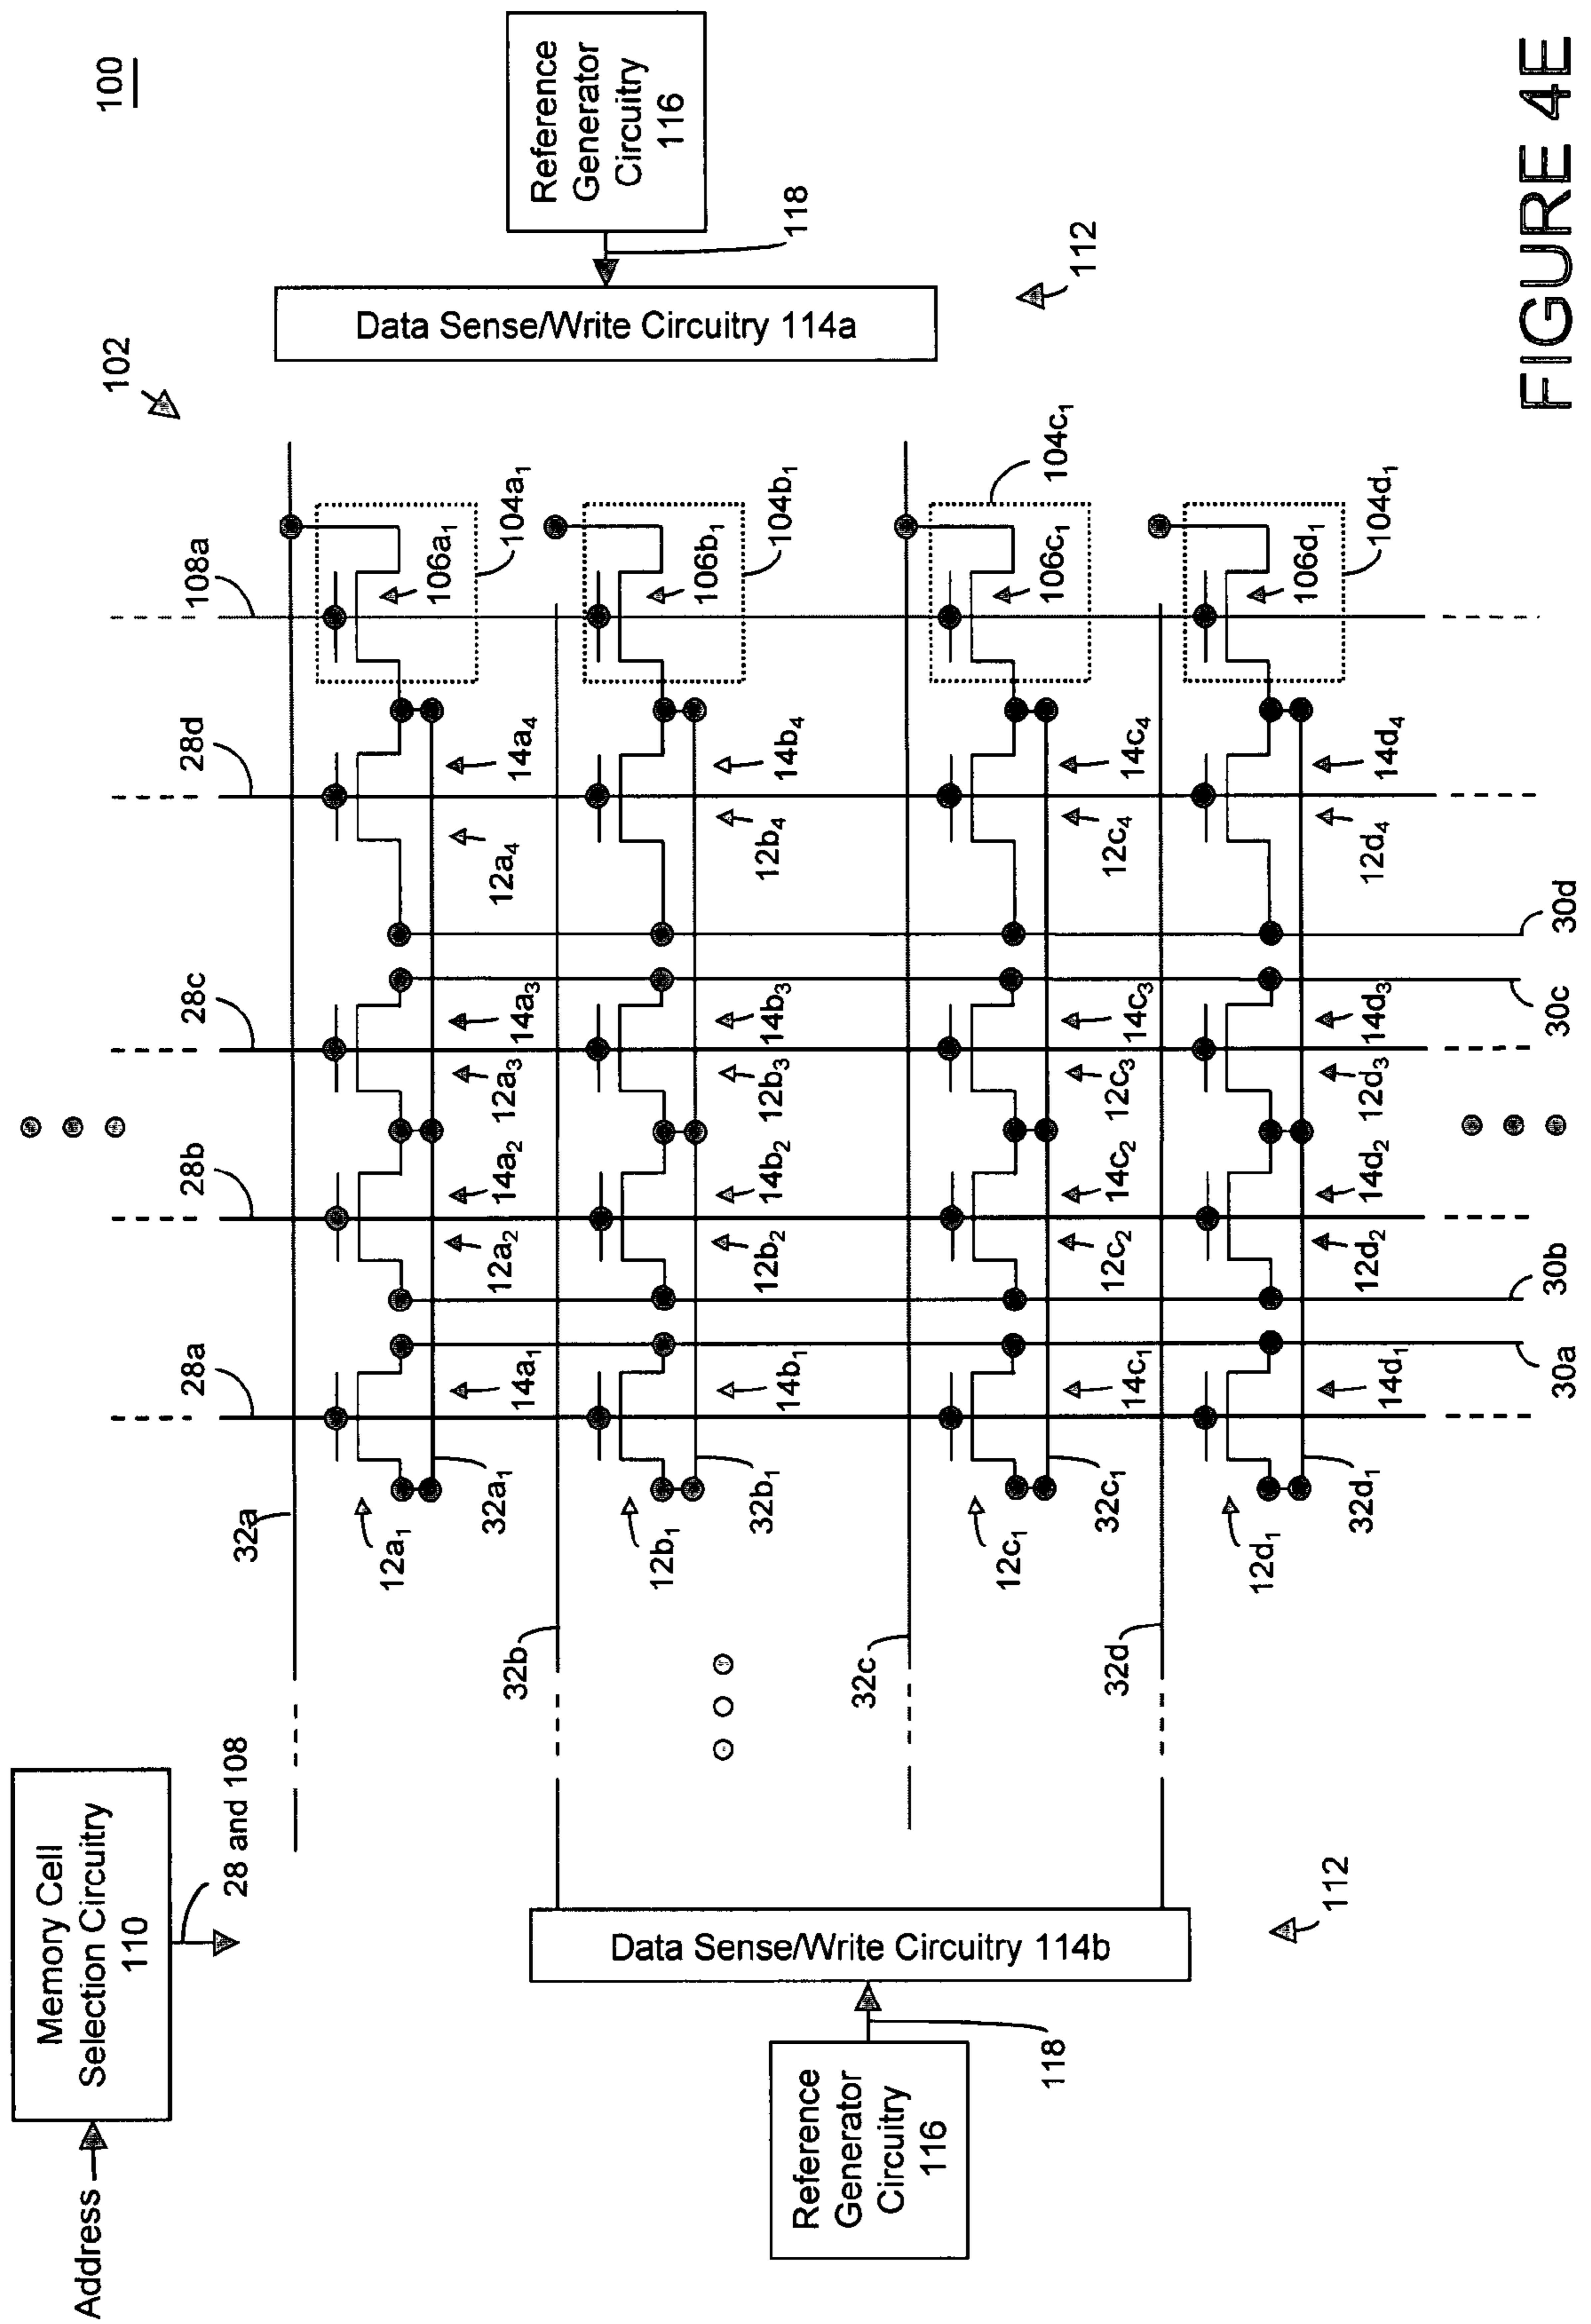 Address
Memory Cell
Selection Circuitry
110
28 and 108
100
102
28a
28b
28c
28d
108a
32a
12a₁
32a₁
14a₁
12a₂
14a₂
12a₃
14a₃
12a₄
14a₄
106a₁
104a₁
32b
12b₁
32b₁
14b₁
12b₂
14b₂
12b₃
14b₃
12b₄
14b₄
106b₁
104b₁
32c
12c₁
32c₁
14c₁
12c₂
14c₂
12c₃
14c₃
12c₄
14c₄
106c₁
104c₁
32d
12d₁
32d₁
14d₁
12d₂
14d₂
12d₃
14d₃
12d₄
14d₄
106d₁
104d₁
30a
30b
30c
30d
Reference
Generator
Circuitry
116
118
Data Sense/Write Circuitry 114b
112
Data Sense/Write Circuitry 114a
112
118
Reference
Generator
Circuitry
116
FIGURE 4E